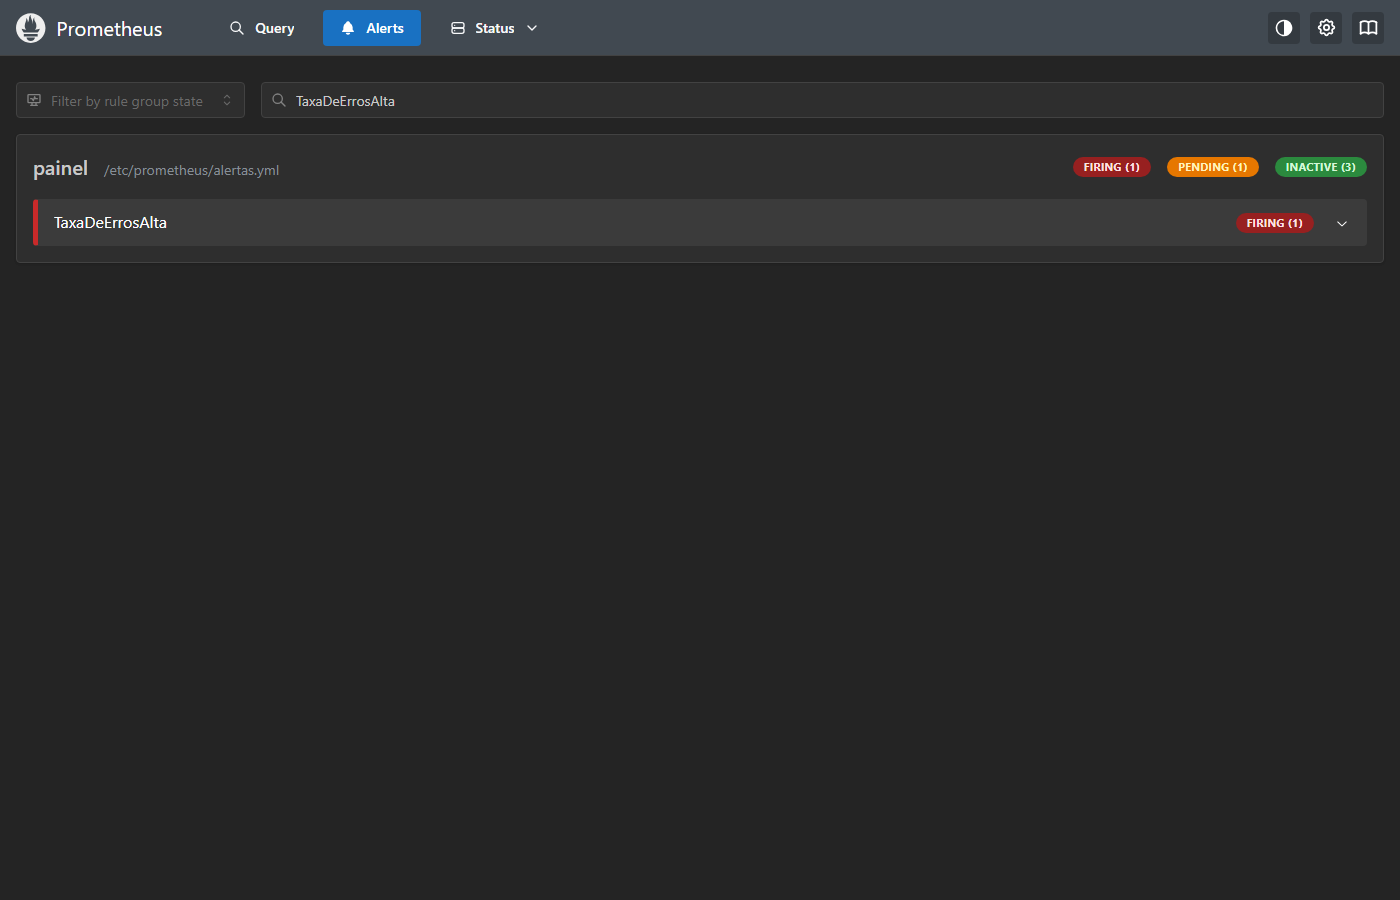 Prometheus Query Alerts Status
Filter by rule group state TaxaDeErrosAlta
painel /etc/prometheus/alertas.yml FIRING (1) PENDING (1) INACTIVE (3)
TaxaDeErrosAlta FIRING (1)